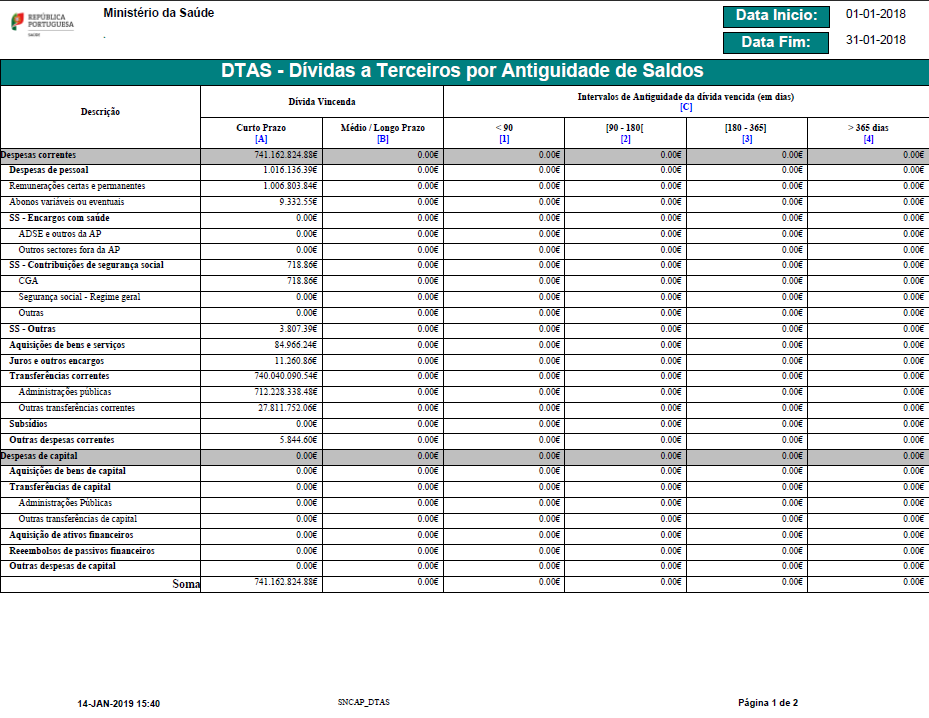 REPÚBLICA
PORTUGUESA
SAÚDE
Ministério da Saúde
.
Data Inicio: 01-01-2018
Data Fim: 31-01-2018
DTAS - Dívidas a Terceiros por Antiguidade de Saldos
Descrição
Dívida Vincenda
Intervalos de Antiguidade da dívida vencida (em dias)
[C]
Curto Prazo Médio / Longo Prazo < 90 [90 - 180[ [180 - 365] > 365 dias
[A] [B] [1] [2] [3] [4]
Despesas correntes 741.162.824.88€ 0.00€ 0.00€ 0.00€ 0.00€ 0.00€
Despesas de pessoal 1.016.136.39€ 0.00€ 0.00€ 0.00€ 0.00€ 0.00€
Remunerações certas e permanentes 1.006.803.84€ 0.00€ 0.00€ 0.00€ 0.00€ 0.00€
Abonos variáveis ou eventuais 9.332.55€ 0.00€ 0.00€ 0.00€ 0.00€ 0.00€
SS - Encargos com saúde 0.00€ 0.00€ 0.00€ 0.00€ 0.00€ 0.00€
ADSE e outros da AP 0.00€ 0.00€ 0.00€ 0.00€ 0.00€ 0.00€
Outros sectores fora da AP 0.00€ 0.00€ 0.00€ 0.00€ 0.00€ 0.00€
SS - Contribuições de segurança social 718.86€ 0.00€ 0.00€ 0.00€ 0.00€ 0.00€
CGA 718.86€ 0.00€ 0.00€ 0.00€ 0.00€ 0.00€
Segurança social - Regime geral 0.00€ 0.00€ 0.00€ 0.00€ 0.00€ 0.00€
Outras 0.00€ 0.00€ 0.00€ 0.00€ 0.00€ 0.00€
SS - Outras 3.807.39€ 0.00€ 0.00€ 0.00€ 0.00€ 0.00€
Aquisições de bens e serviços 84.966.24€ 0.00€ 0.00€ 0.00€ 0.00€ 0.00€
Juros e outros encargos 11.260.86€ 0.00€ 0.00€ 0.00€ 0.00€ 0.00€
Transferências correntes 740.040.090.54€ 0.00€ 0.00€ 0.00€ 0.00€ 0.00€
Administrações públicas 712.228.338.48€ 0.00€ 0.00€ 0.00€ 0.00€ 0.00€
Outras transferências correntes 27.811.752.06€ 0.00€ 0.00€ 0.00€ 0.00€ 0.00€
Subsídios 0.00€ 0.00€ 0.00€ 0.00€ 0.00€ 0.00€
Outras despesas correntes 5.844.60€ 0.00€ 0.00€ 0.00€ 0.00€ 0.00€
Despesas de capital 0.00€ 0.00€ 0.00€ 0.00€ 0.00€ 0.00€
Aquisições de bens de capital 0.00€ 0.00€ 0.00€ 0.00€ 0.00€ 0.00€
Transferências de capital 0.00€ 0.00€ 0.00€ 0.00€ 0.00€ 0.00€
Administrações Públicas 0.00€ 0.00€ 0.00€ 0.00€ 0.00€ 0.00€
Outras transferências de capital 0.00€ 0.00€ 0.00€ 0.00€ 0.00€ 0.00€
Aquisição de ativos financeiros 0.00€ 0.00€ 0.00€ 0.00€ 0.00€ 0.00€
Reeembolsos de passivos financeiros 0.00€ 0.00€ 0.00€ 0.00€ 0.00€ 0.00€
Outras despesas de capital 0.00€ 0.00€ 0.00€ 0.00€ 0.00€ 0.00€
Soma 741.162.824.88€ 0.00€ 0.00€ 0.00€ 0.00€ 0.00€
14-JAN-2019 15:40 SNCAP_DTAS Página 1 de 2